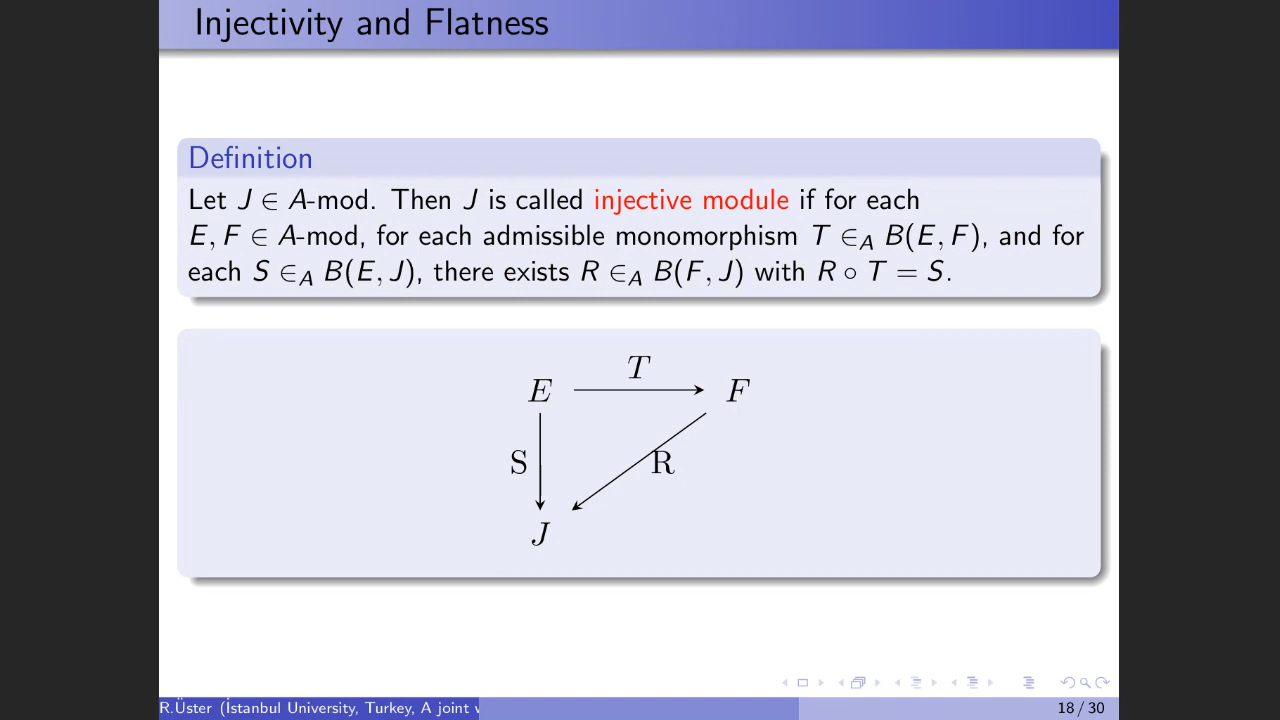 Injectivity and Flatness
Definition
Let J ∈ A-mod. Then J is called injective module if for each
E, F ∈ A-mod, for each admissible monomorphism T ∈_A B(E, F), and for
each S ∈_A B(E, J), there exists R ∈_A B(F, J) with R ∘ T = S.
T
E F
S R
J
R.Üster (İstanbul University, Turkey, A joint w
18 / 30